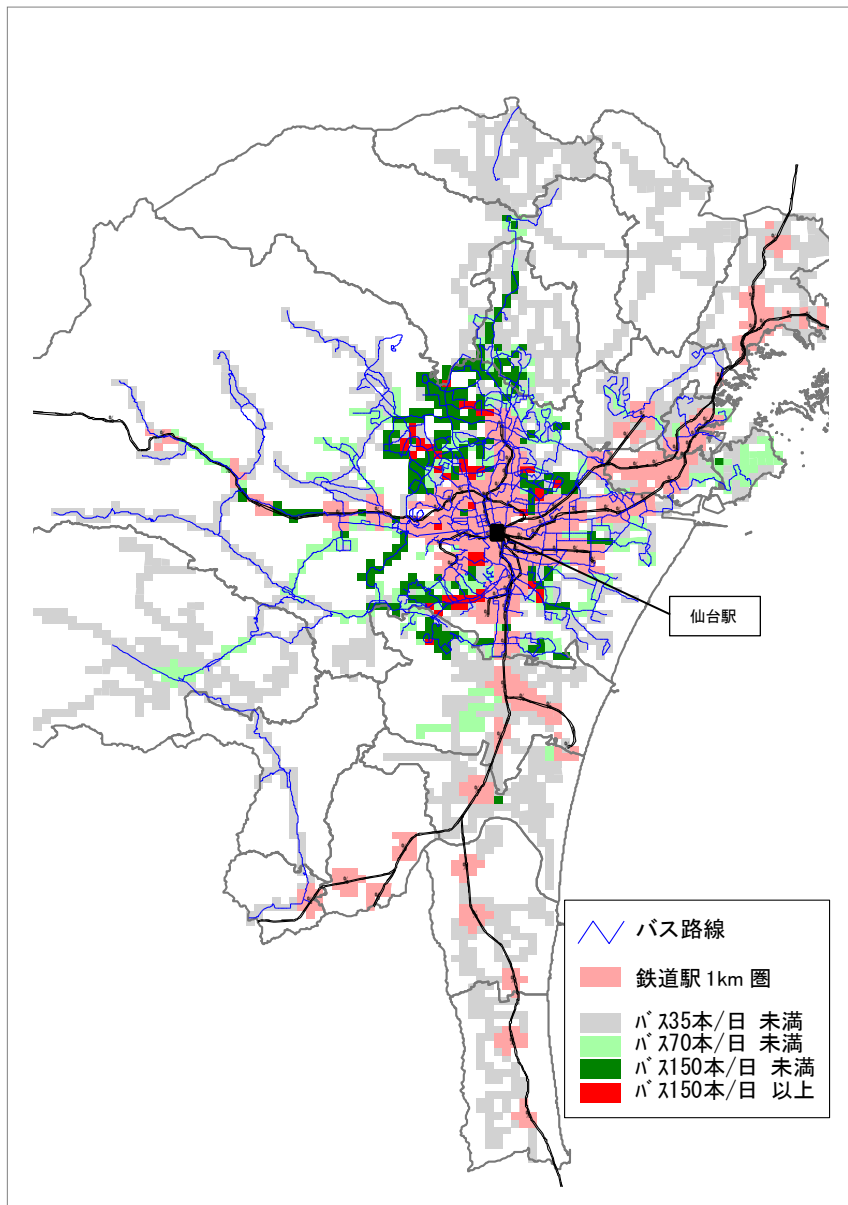 仙台駅
バス路線
鉄道駅 1km 圏
ﾊﾞｽ35本/日 未満
ﾊﾞｽ70本/日 未満
ﾊﾞｽ150本/日 未満
ﾊﾞｽ150本/日 以上